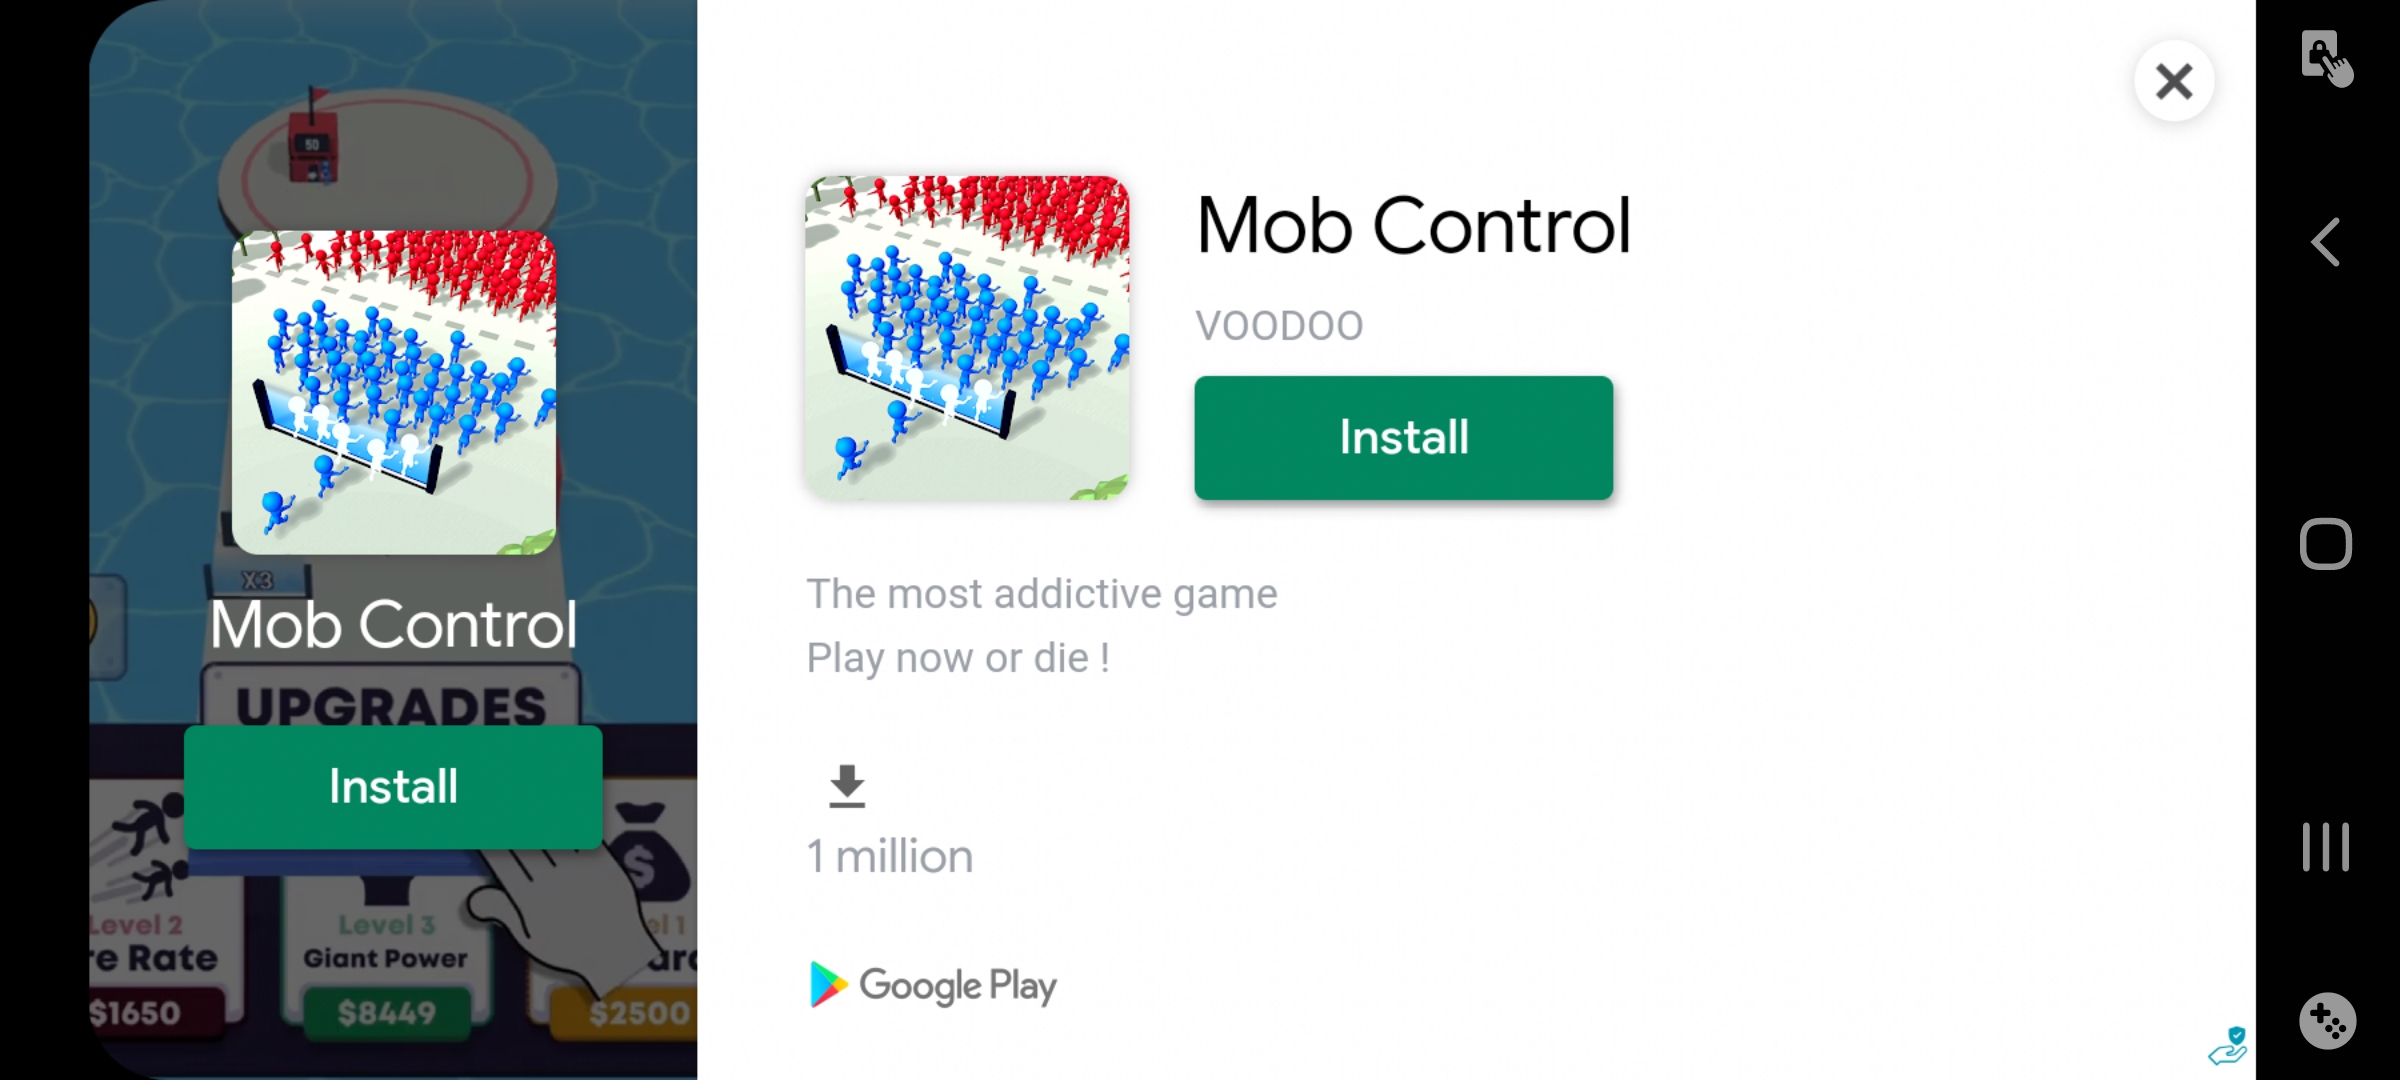 50
X3
Mob Control
UPGRADES
Install
Level 2
re Rate
$1650
Level 3
Giant Power
$8449
el 1
$2500
Mob Control
VOODOO
Install
The most addictive game
Play now or die !
1 million
Google Play